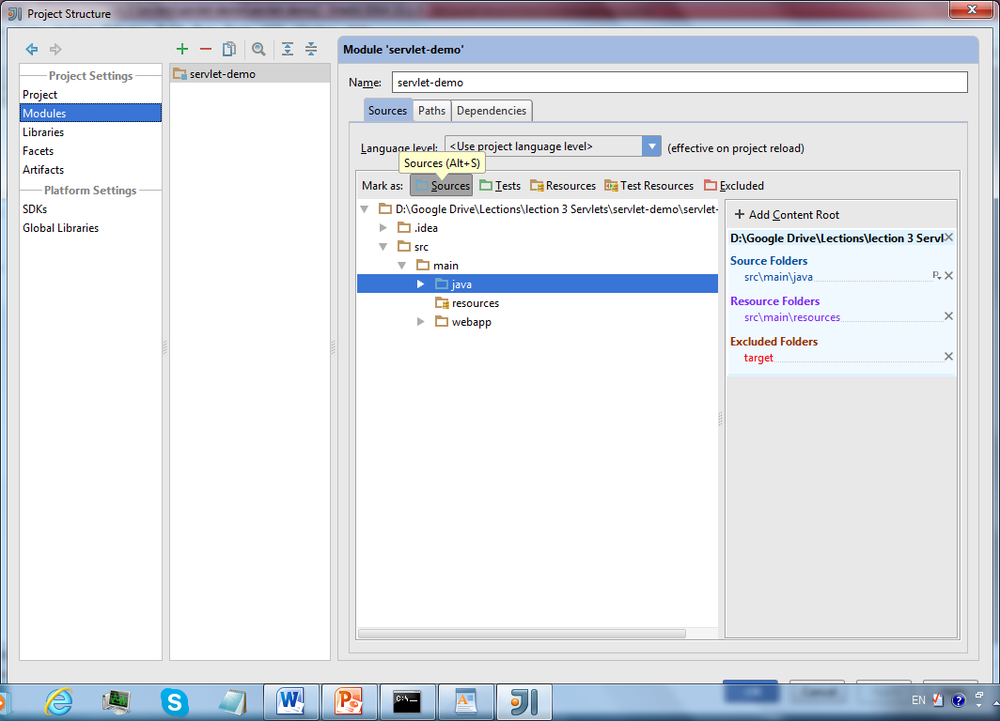 Project Structure
Project Settings
Project
Modules
Libraries
Facets
Artifacts
Platform Settings
SDKs
Global Libraries
servlet-demo
Module 'servlet-demo'
Name: servlet-demo
Sources Paths Dependencies
Language level: <Use project language level> (effective on project reload)
Sources (Alt+S)
Mark as: Sources Tests Resources Test Resources Excluded
D:\Google Drive\Lections\lection 3 Servlets\servlet-demo\servlet-
.idea
src
main
java
resources
webapp
+ Add Content Root
D:\Google Drive\Lections\lection 3 Servl
Source Folders
src\main\java
Resource Folders
src\main\resources
Excluded Folders
target
EN